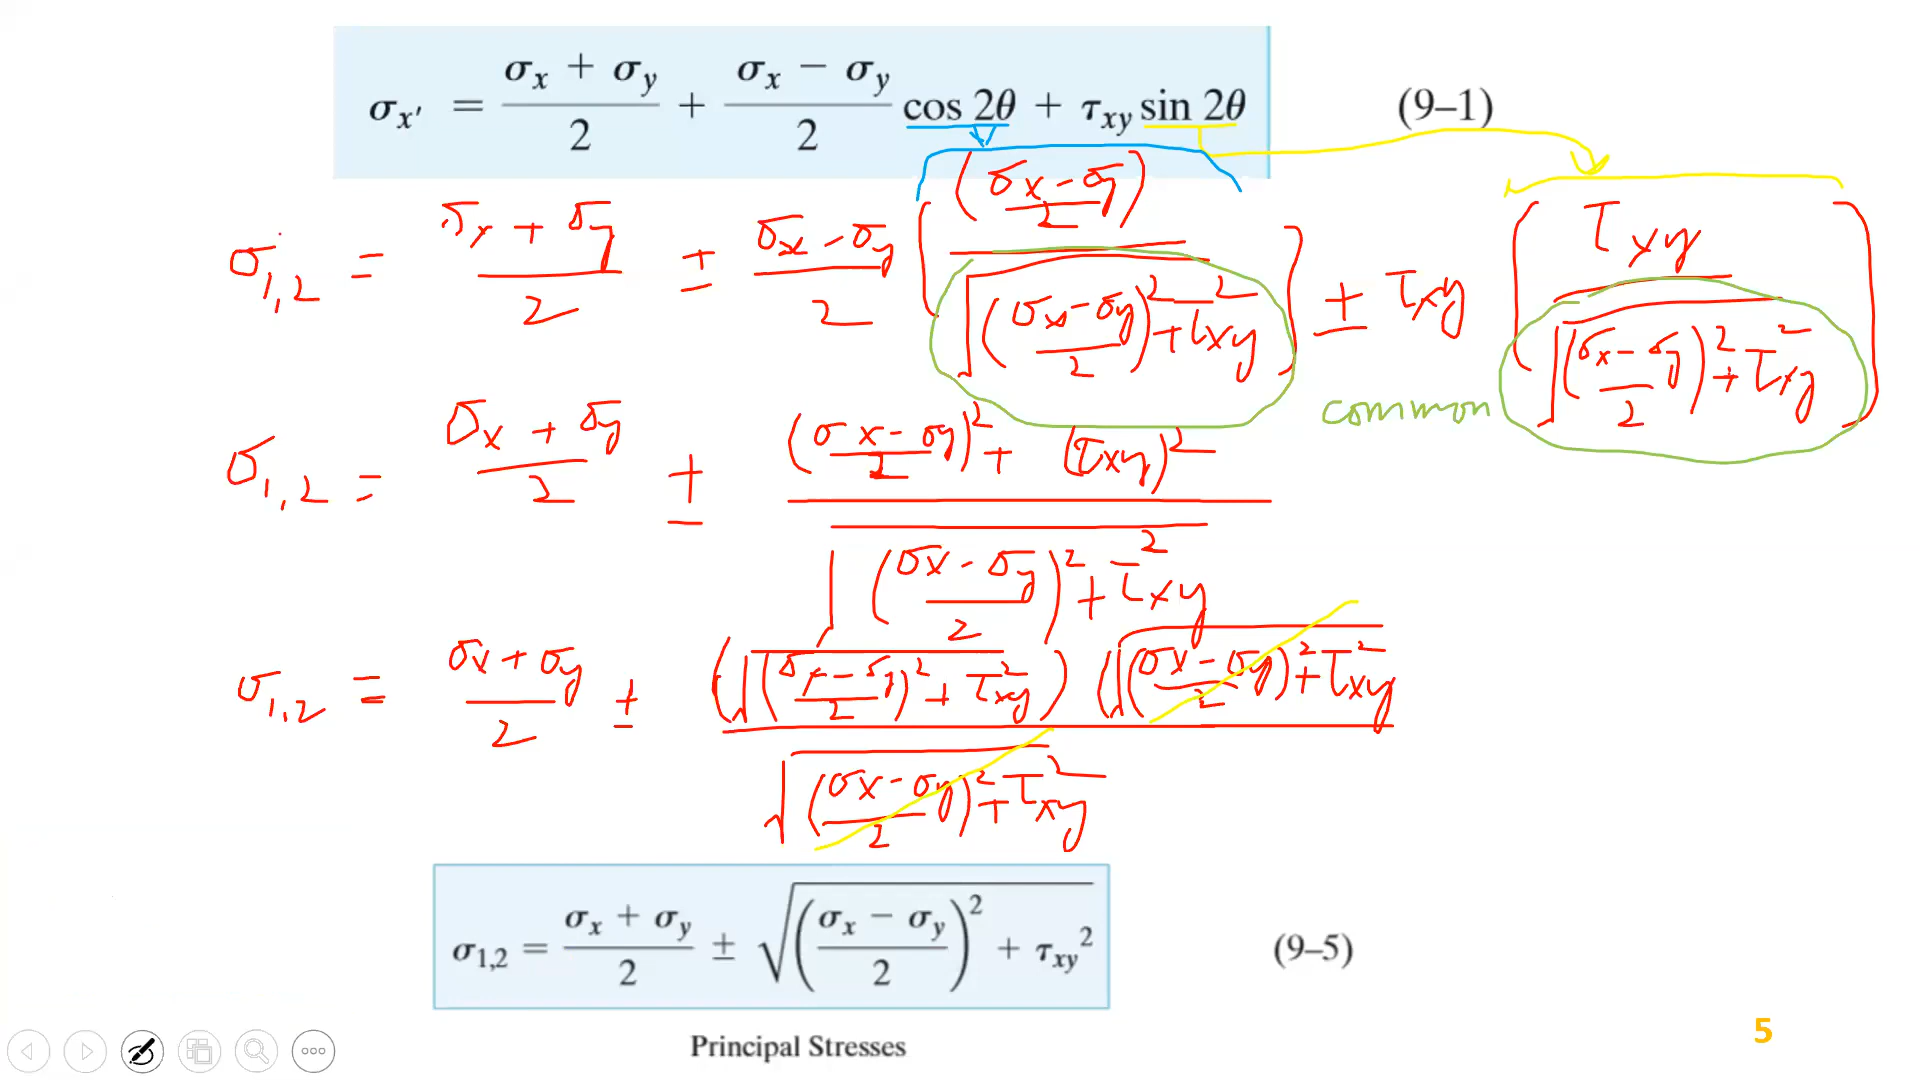 σx' = (σx + σy)/2 + (σx − σy)/2 cos 2θ + τxy sin 2θ (9–1)
σ1,2 = (σx + σy)/2 ± (σx − σy)/2 [((σx − σy)/2) / √(((σx − σy)/2)² + τxy²)] ± τxy [τxy / √(((σx − σy)/2)² + τxy²)]
common
σ1,2 = (σx + σy)/2 ± (((σx − σy)/2)² + (τxy)²) / √(((σx − σy)/2)² + τxy²)
σ1,2 = (σx + σy)/2 ± (√(((σx − σy)/2)² + τxy²)) (√(((σx − σy)/2)² + τxy²)) / √(((σx − σy)/2)² + τxy²)
σ1,2 = (σx + σy)/2 ± √(((σx − σy)/2)² + τxy²) (9–5)
Principal Stresses
5